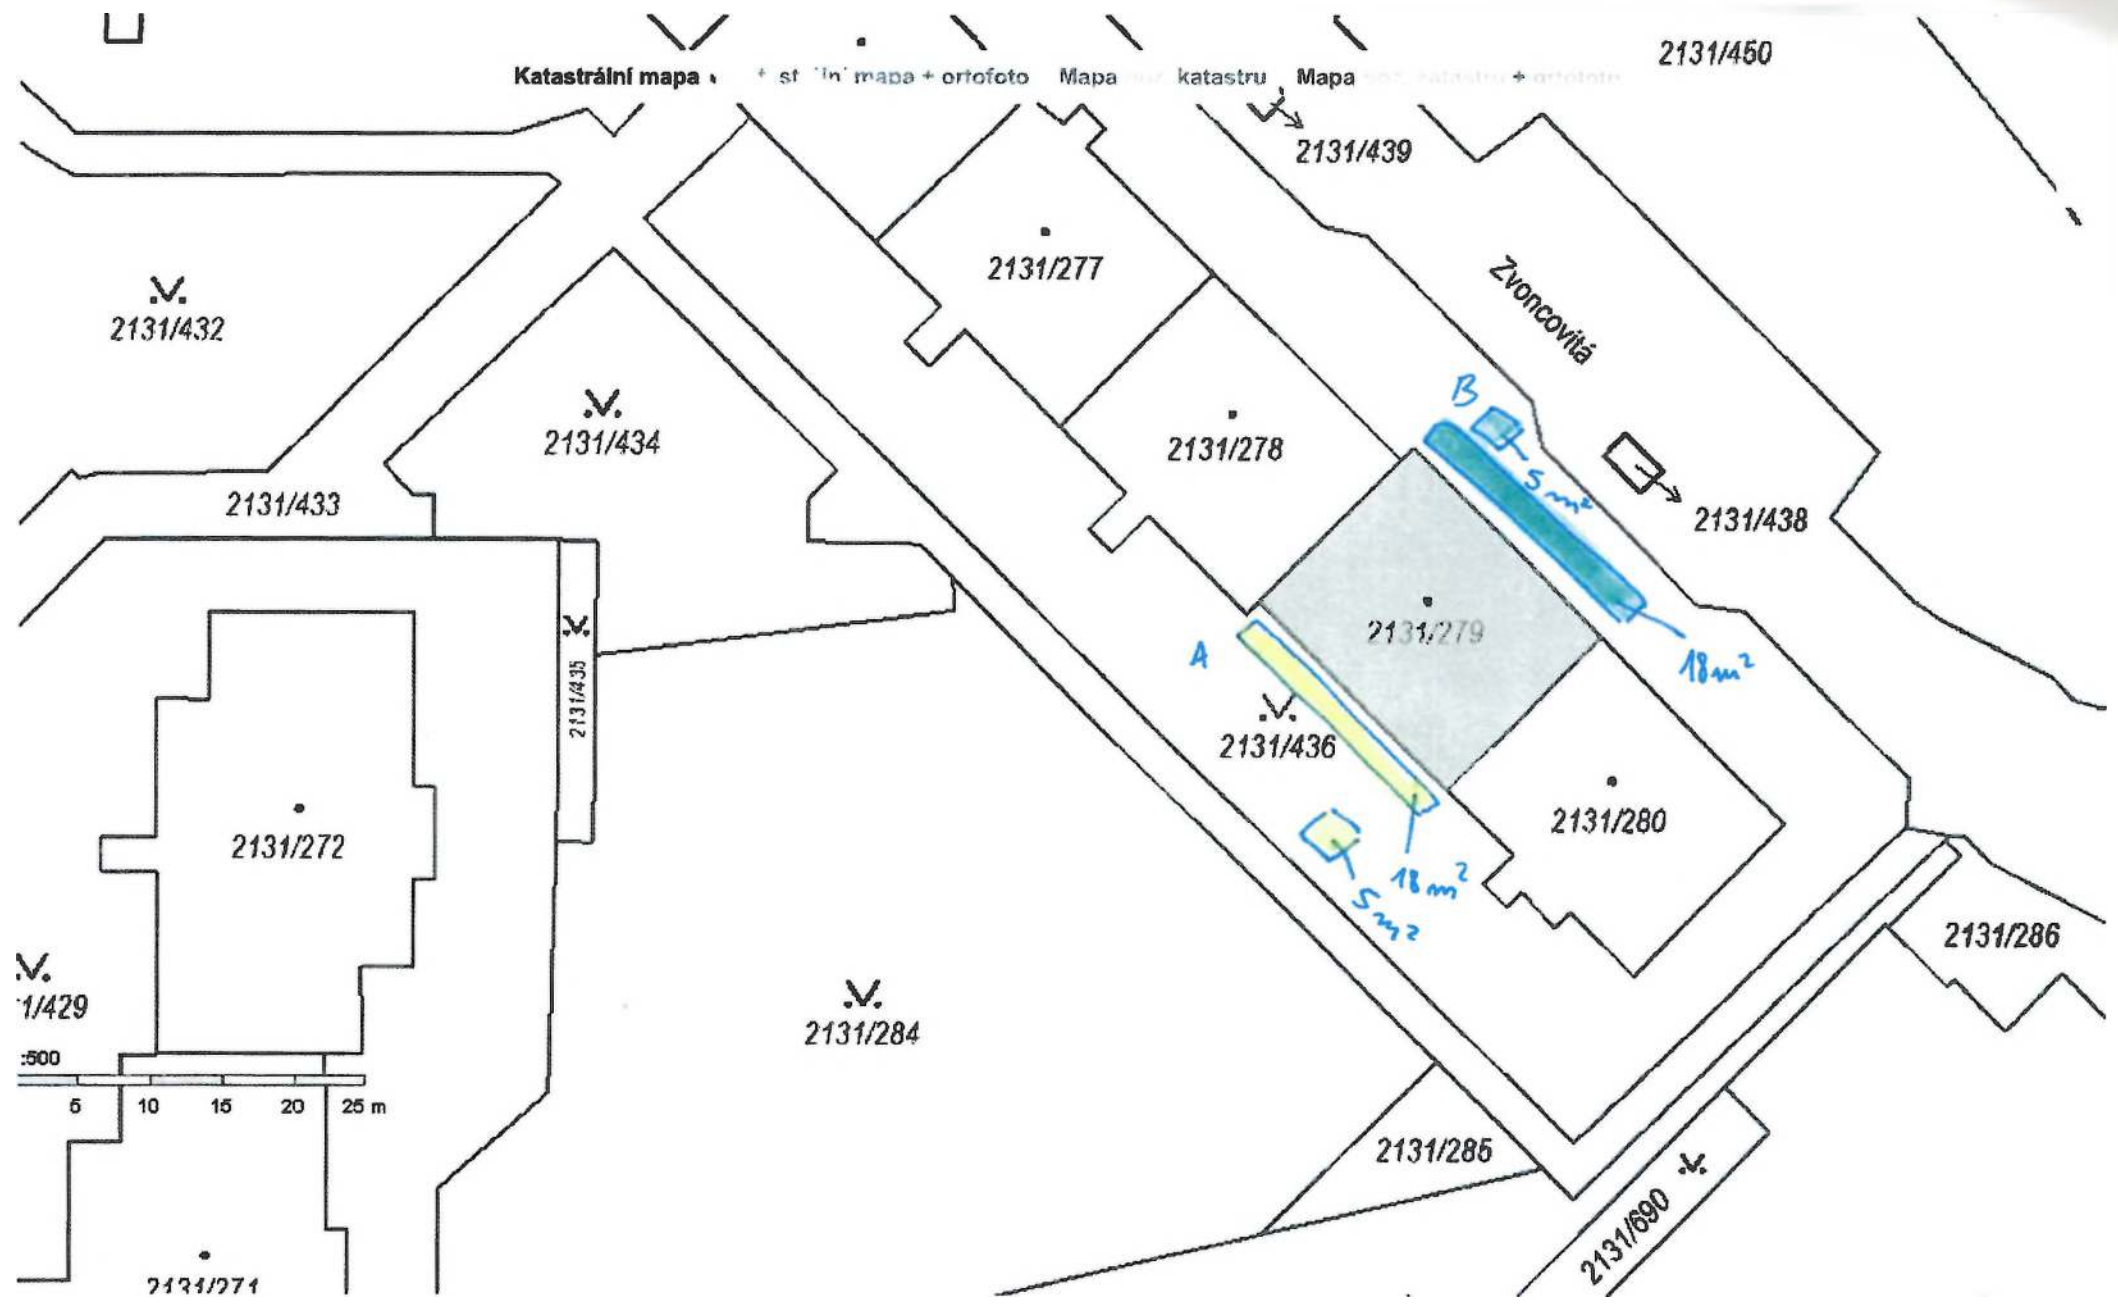 2131/450
Katastrální mapa
mapa + ortofoto
Mapa
katastru
Mapa
katastru + ortofoto
2131/439
2131/277
Zvoncovitá
2131/432
2131/434
B
2131/278
5 m²
2131/433
2131/438
2131/279
A
18m²
2131/435
2131/436
2131/280
2131/272
18 m²
5 m²
2131/286
1/429
2131/284
:500
5 10 15 20 25 m
2131/285
2131/690
2131/271